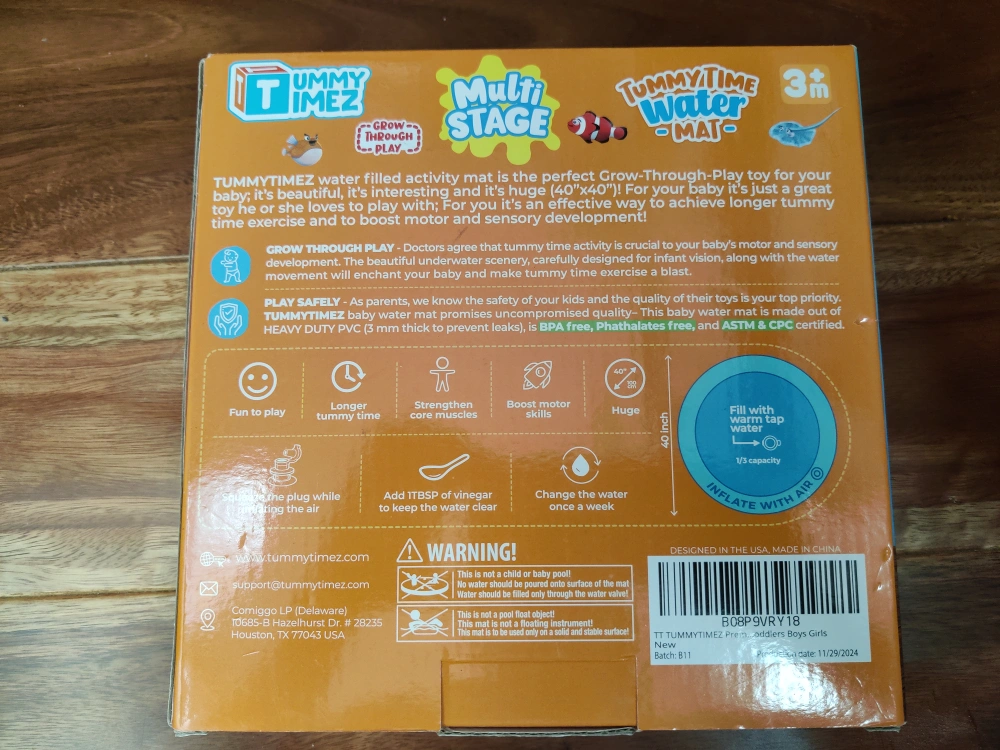 TUMMY
TIMEZ
GROW
THROUGH
PLAY
Multi
STAGE
TUMMY TIME
Water
- MAT -
3+
m
TUMMYTIMEZ water filled activity mat is the perfect Grow-Through-Play toy for your
baby; it's beautiful, it's interesting and it's huge (40"x40")! For your baby it's just a great
toy he or she loves to play with; For you it's an effective way to achieve longer tummy
time exercise and to boost motor and sensory development!
GROW THROUGH PLAY - Doctors agree that tummy time activity is crucial to your baby's motor and sensory
development. The beautiful underwater scenery, carefully designed for infant vision, along with the water
movement will enchant your baby and make tummy time exercise a blast.
PLAY SAFELY - As parents, we know the safety of your kids and the quality of their toys is your top priority.
TUMMYTIMEZ baby water mat promises uncompromised quality– This baby water mat is made out of
HEAVY DUTY PVC (3 mm thick to prevent leaks), is BPA free, Phathalates free, and ASTM & CPC certified.
Fun to play
Longer
tummy time
Strengthen
core muscles
Boost motor
skills
40"
100
cm
Huge
40 inch
Fill with
warm tap
water
1/3 capacity
INFLATE WITH AIR
the plug while
the air
Add 1TBSP of vinegar
to keep the water clear
Change the water
once a week
www.tummytimez.com
support@tummytimez.com
Comiggo LP (Delaware)
10685-B Hazelhurst Dr. # 28235
Houston, TX 77043 USA
WARNING!
This is not a child or baby pool!
No water should be poured onto surface of the mat
Water should be filled only through the water valve!
This is not a pool float object!
This mat is not a floating instrument!
This mat is to be used only on a solid and stable surface!
DESIGNED IN THE USA, MADE IN CHINA
B08P9VRY18
TT TUMMYTIMEZ Boys Girls
New
Batch: B11
date: 11/29/2024